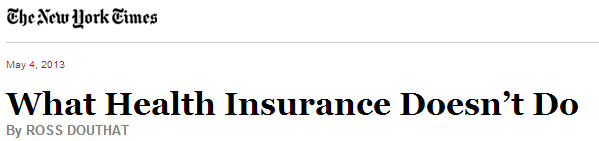 The New York Times
May 4, 2013
What Health Insurance Doesn’t Do
By ROSS DOUTHAT